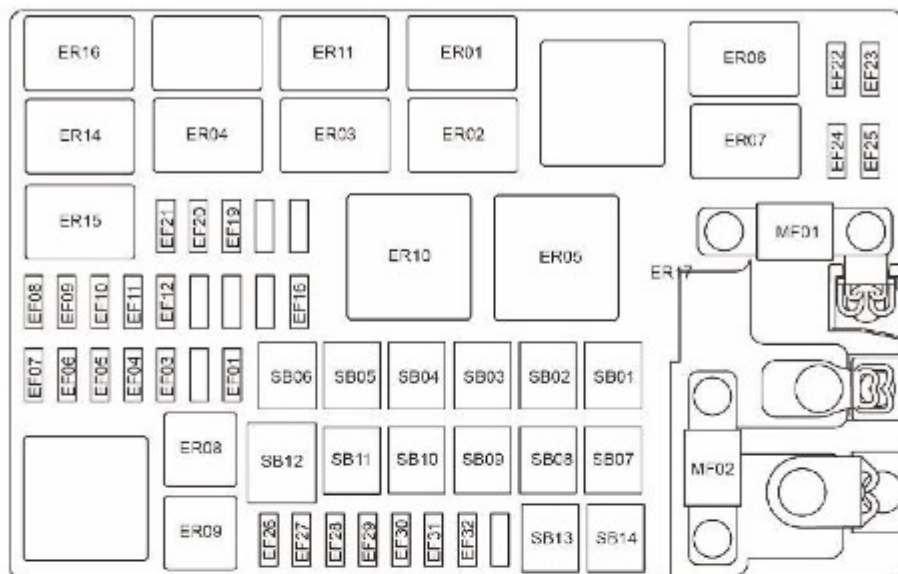 ER16 ER11 ER01 ER06 EF22 EF23
ER14 ER04 ER03 ER02 ER07 EF24 EF25
ER15 EF21 EF20 EF19 ER10 ER05 MF01
ER17
EF08 EF09 EF10 EF11 EF12 EF16
EF07 EF06 EF05 EF04 EF03 EF01 SB06 SB05 SB04 SB03 SB02 SB01
ER08 SB12 SB11 SB10 SB09 SB08 SB07 MF02
ER09 EF26 EF27 EF28 EF29 EF30 EF31 EF32 SB13 SB14